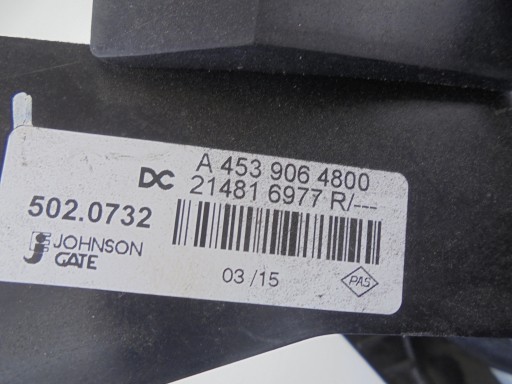 DC
A 453 906 4800
21481 6977 R/---
502.0732
JOHNSON
GATE
03 /15
PAS